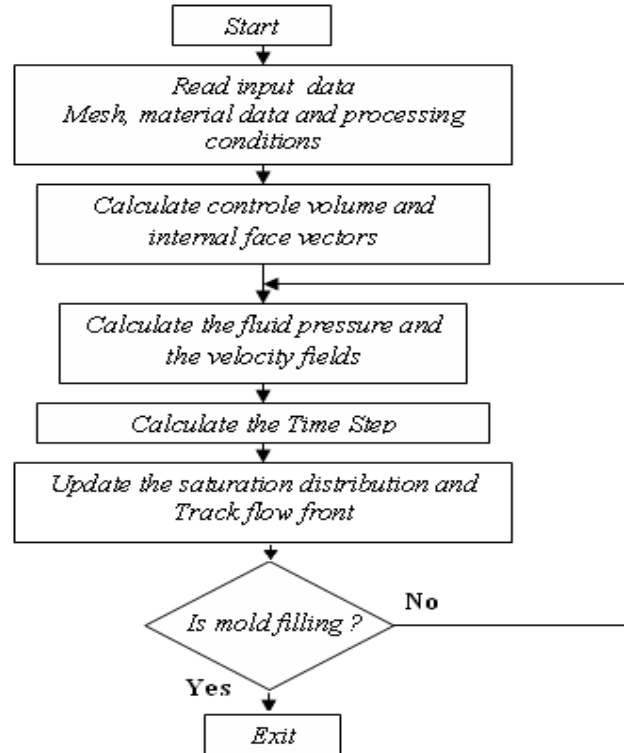 Start
Read input data
Mesh, material data and processing
conditions
Calculate controle volume and
internal face vectors
Calculate the fluid pressure and
the velocity fields
Calculate the Time Step
Update the saturation distribution and
Track flow front
Is mold filling ?
No
Yes
Exit